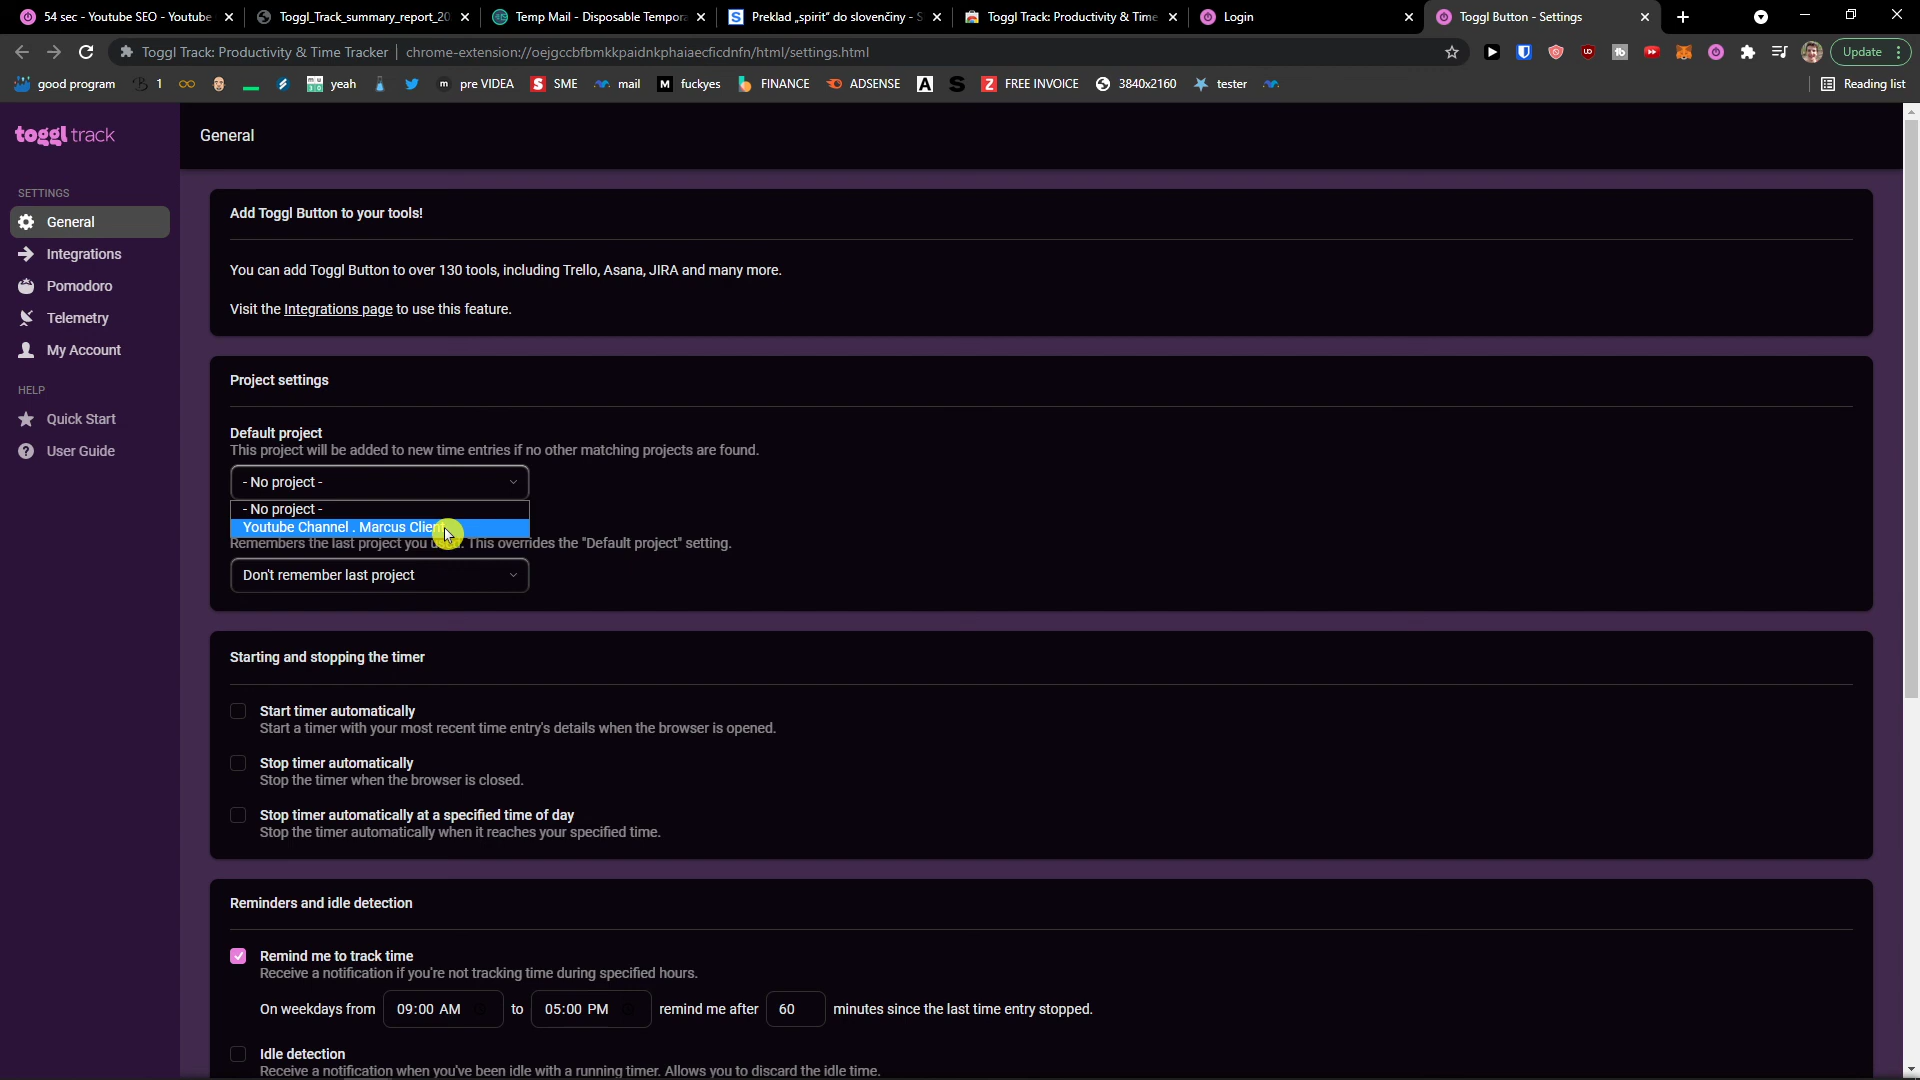 54 sec - Youtube SEO - Youtube
Toggl_Track_summary_report_20
Temp Mail - Disposable Tempora
Preklad „spirit“ do slovenčiny - S
Toggl Track: Productivity & Time
Login
Toggl Button - Settings
Toggl Track: Productivity & Time Tracker | chrome-extension://oejgccbfbmkkpaidnkphaiaecficdnfn/html/settings.html
Update
good program
1
yeah
pre VIDEA
SME
mail
fuckyes
FINANCE
ADSENSE
FREE INVOICE
3840x2160
tester
Reading list
toggl track
General
SETTINGS
General
Integrations
Pomodoro
Telemetry
My Account
HELP
Quick Start
User Guide
Add Toggl Button to your tools!
You can add Toggl Button to over 130 tools, including Trello, Asana, JIRA and many more.
Visit the Integrations page to use this feature.
Project settings
Default project
This project will be added to new time entries if no other matching projects are found.
- No project -
- No project -
Youtube Channel . Marcus Client
Remembers the last project you This overrides the "Default project" setting.
Don't remember last project
Starting and stopping the timer
Start timer automatically
Start a timer with your most recent time entry's details when the browser is opened.
Stop timer automatically
Stop the timer when the browser is closed.
Stop timer automatically at a specified time of day
Stop the timer automatically when it reaches your specified time.
Reminders and idle detection
Remind me to track time
Receive a notification if you're not tracking time during specified hours.
On weekdays from 09:00 AM to 05:00 PM remind me after 60 minutes since the last time entry stopped.
Idle detection
Receive a notification when you've been idle with a running timer. Allows you to discard the idle time.